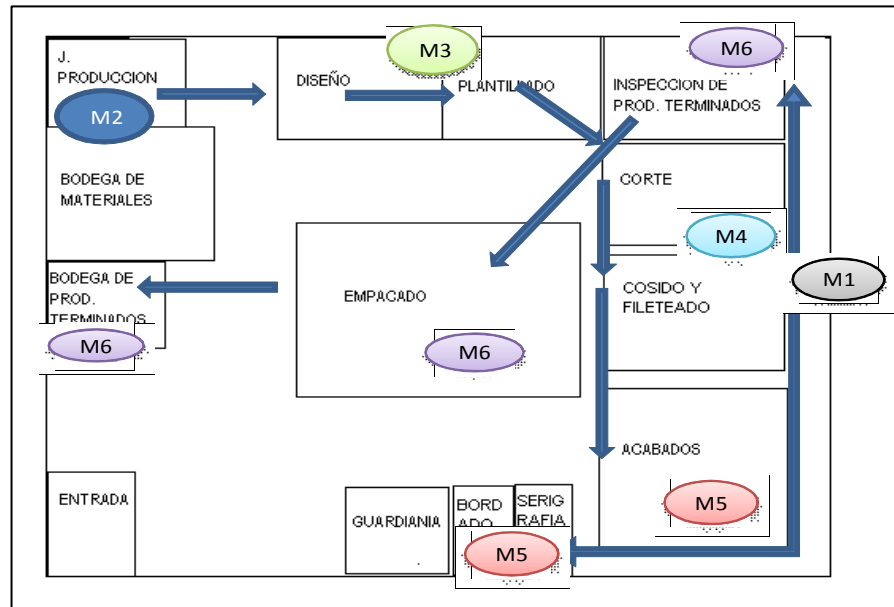 M3
M6
J.
PRODUCCION
M2
DISEÑO
PLANTILLADO
INSPECCION DE
PROD. TERMINADOS
BODEGA DE
MATERIALES
CORTE
M4
BODEGA DE
PROD.
TERMINADOS
M6
EMPACADO
M6
COSIDO Y
FILETEADO
M1
ACABADOS
M5
ENTRADA
GUARDIANIA
BORD
ADO
SERIG
RAFIA
M5